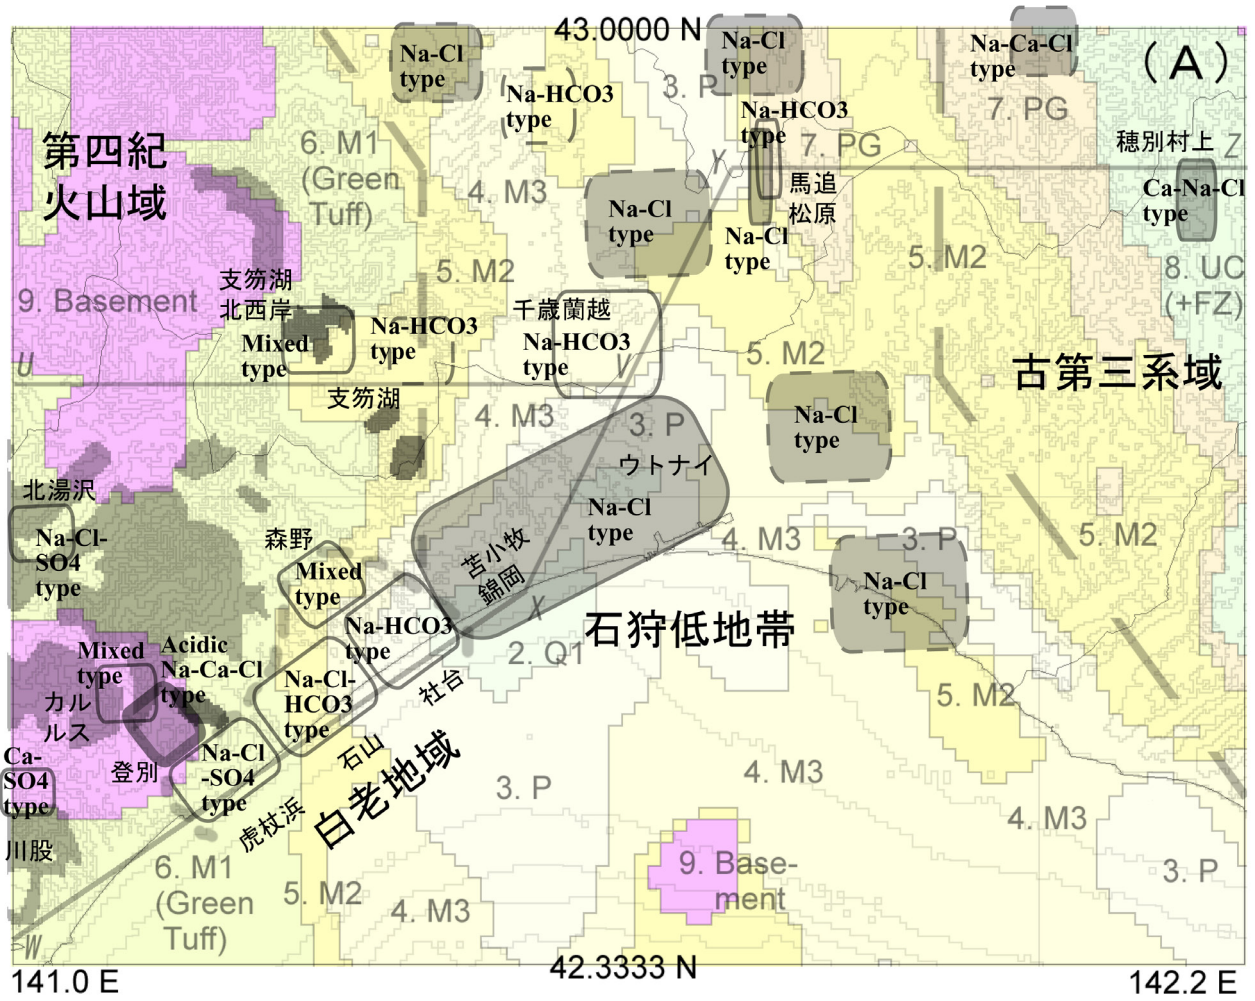 43.0000 N
(A)
Na-Cl
type
Na-HCO3
type
3. P
Na-Cl
type
Na-Ca-Cl
type
7. PG
Na-HCO3
type
7. PG
穂別村上
Z
第四紀
火山域
6. M1
(Green
Tuff)
4. M3
Y
馬追
松原
Ca-Na-Cl
type
Na-Cl
type
Na-Cl
type
5. M2
5. M2
8. UC
(+FZ)
9. Basement
支笏湖
北西岸
Mixed
type
Na-HCO3
type
千歳蘭越
Na-HCO3
type
V
5. M2
U
支笏湖
古第三系域
4. M3
3. P
ウトナイ
Na-Cl
type
Na-Cl
type
北湯沢
Na-Cl-
SO4
type
森野
Mixed
type
苫小牧
錦岡
X
4. M3
3. P
5. M2
Na-Cl
type
石狩低地帯
2. Q1
Na-HCO3
type
社台
Mixed
type
Acidic
Na-Ca-Cl
type
カル
ルス
Na-Cl-
HCO3
type
石山
5. M2
Ca-
SO4
type
登別
Na-Cl
-SO4
type
虎杖浜
白老地域
川股
3. P
4. M3
4. M3
6. M1
(Green
Tuff)
5. M2
4. M3
9. Base-
ment
3. P
W
141.0 E
42.3333 N
142.2 E